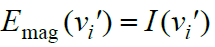 E_mag(v_i′) = I(v_i′)